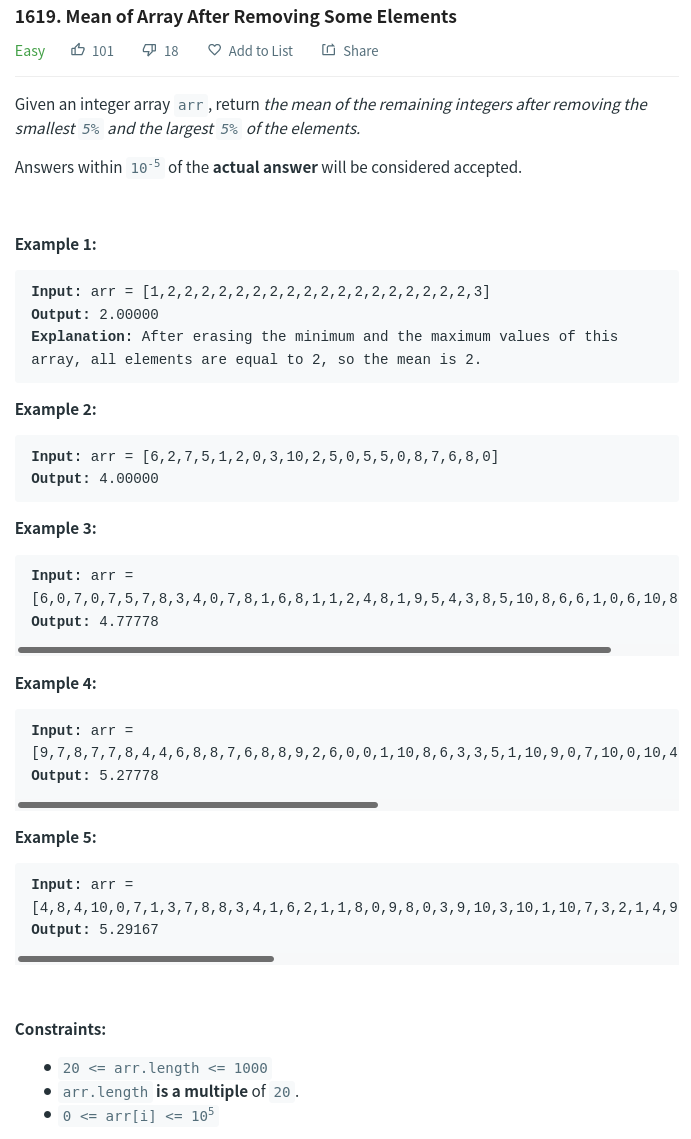 1619. Mean of Array After Removing Some Elements
Easy 101 18 Add to List Share
Given an integer array arr, return the mean of the remaining integers after removing the
smallest 5% and the largest 5% of the elements.
Answers within 10^-5 of the actual answer will be considered accepted.
Example 1:
Input: arr = [1,2,2,2,2,2,2,2,2,2,2,2,2,2,2,2,2,2,2,3]
Output: 2.00000
Explanation: After erasing the minimum and the maximum values of this
array, all elements are equal to 2, so the mean is 2.
Example 2:
Input: arr = [6,2,7,5,1,2,0,3,10,2,5,0,5,5,0,8,7,6,8,0]
Output: 4.00000
Example 3:
Input: arr =
[6,0,7,0,7,5,7,8,3,4,0,7,8,1,6,8,1,1,2,4,8,1,9,5,4,3,8,5,10,8,6,6,1,0,6,10,8
Output: 4.77778
Example 4:
Input: arr =
[9,7,8,7,7,8,4,4,6,8,8,7,6,8,8,9,2,6,0,0,1,10,8,6,3,3,5,1,10,9,0,7,10,0,10,4
Output: 5.27778
Example 5:
Input: arr =
[4,8,4,10,0,7,1,3,7,8,8,3,4,1,6,2,1,1,8,0,9,8,0,3,9,10,3,10,1,10,7,3,2,1,4,9
Output: 5.29167
Constraints:
20 <= arr.length <= 1000
arr.length is a multiple of 20.
0 <= arr[i] <= 10^5